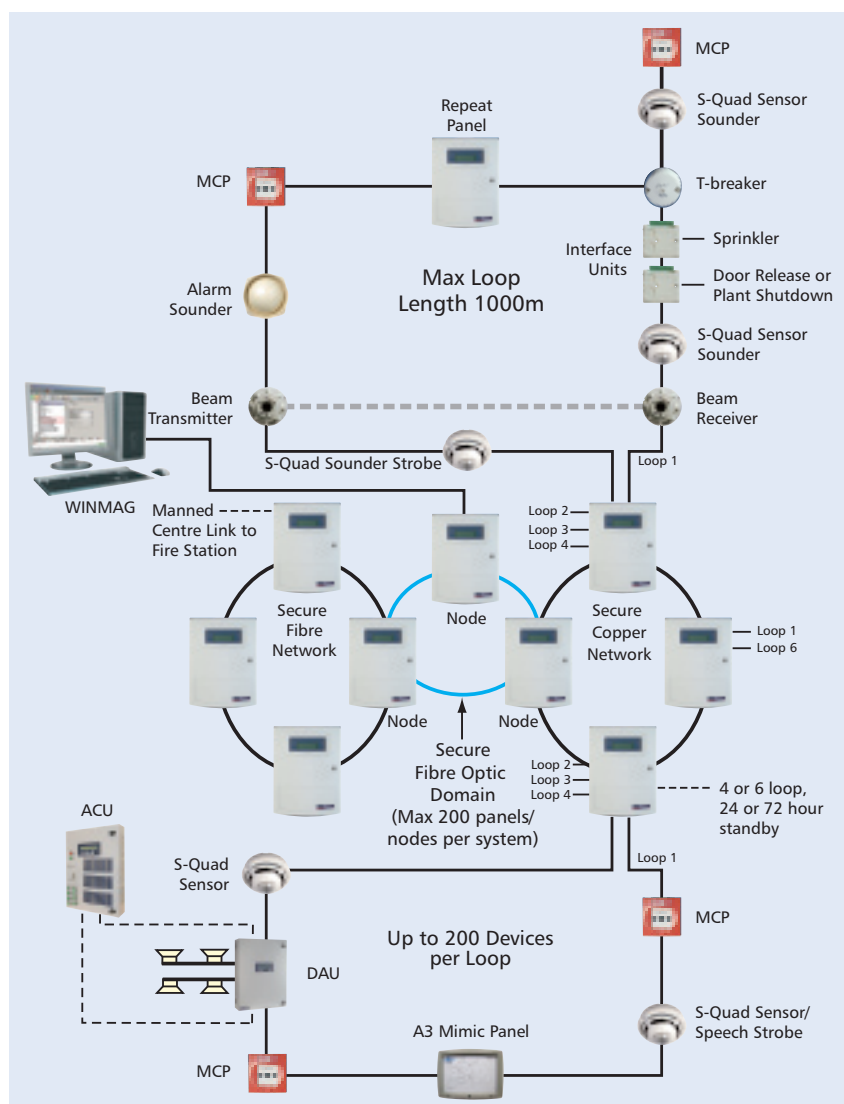 MCP
S-Quad Sensor
Sounder
Repeat
Panel
MCP
T-breaker
Interface
Units
Sprinkler
Door Release or
Plant Shutdown
Max Loop
Length 1000m
Alarm
Sounder
S-Quad Sensor
Sounder
Beam
Transmitter
Beam
Receiver
S-Quad Sounder Strobe
Loop 1
WINMAG
Manned
Centre Link to
Fire Station
Loop 2
Loop 3
Loop 4
Secure
Fibre
Network
Node
Secure
Copper
Network
Loop 1
Loop 6
Node
Node
Secure
Fibre Optic
Domain
(Max 200 panels/
nodes per system)
Loop 2
Loop 3
Loop 4
4 or 6 loop,
24 or 72 hour
standby
ACU
S-Quad
Sensor
Loop 1
MCP
Up to 200 Devices
per Loop
DAU
S-Quad Sensor/
Speech Strobe
A3 Mimic Panel
MCP